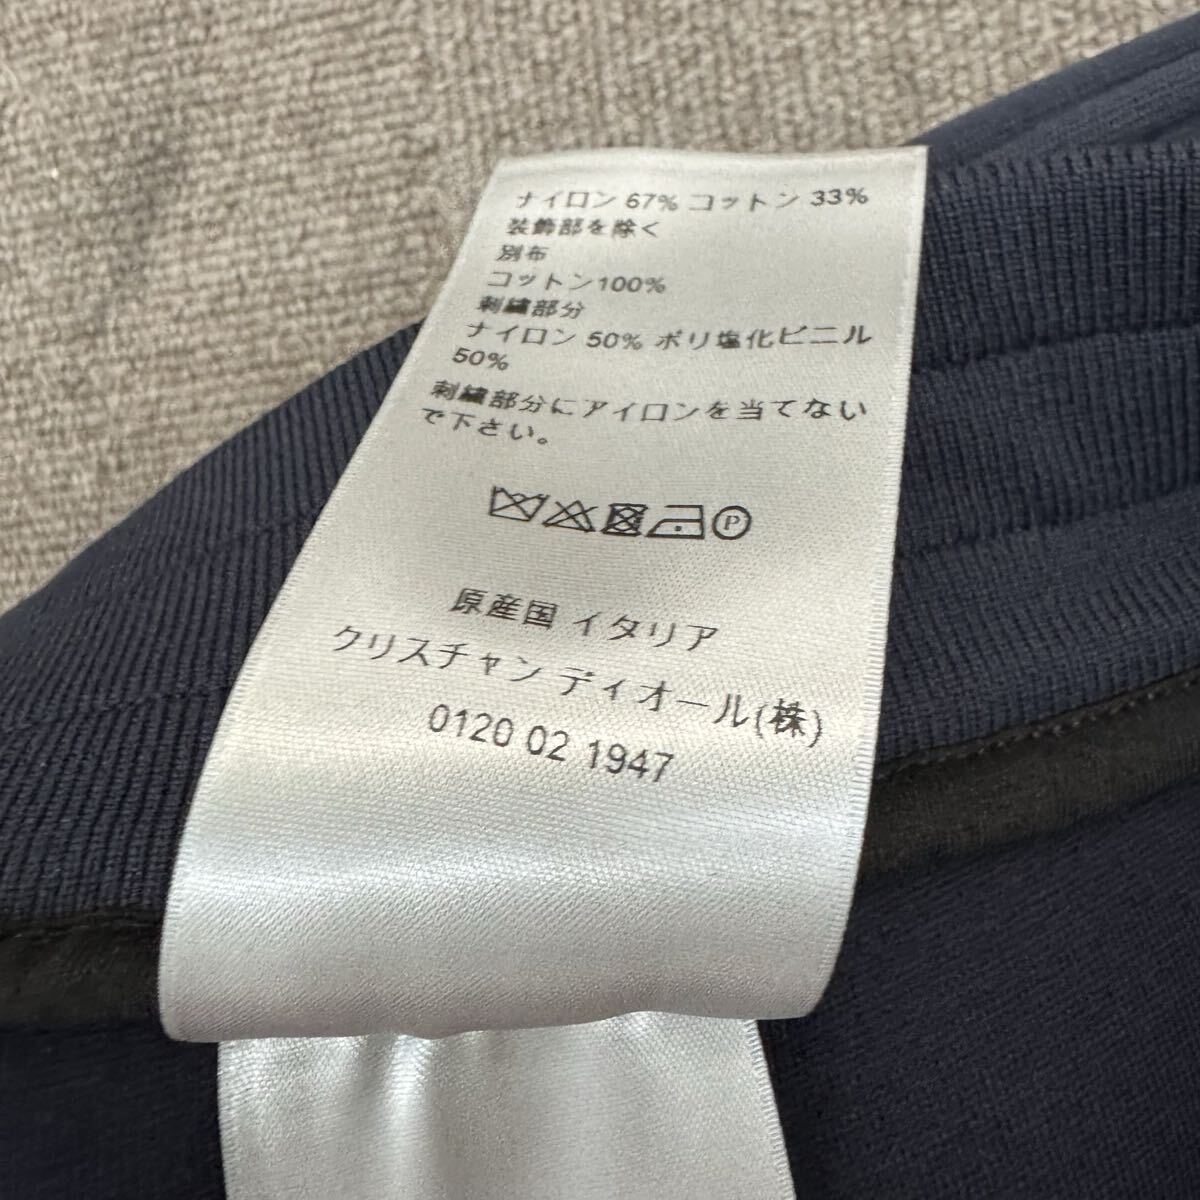 ナイロン 67% コットン 33%
装飾部を除く
別布
コットン100%
刺繍部分
ナイロン 50% ポリ塩化ビニル
50%
刺繍部分にアイロンを当てない
で下さい。
P
原産国 イタリア
クリスチャン ディオール(株)
0120 02 1947